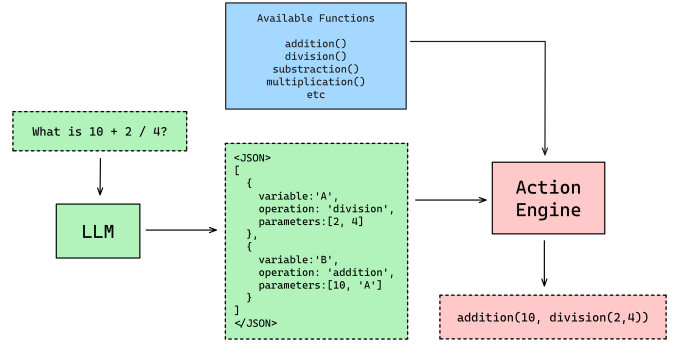 Available Functions
addition()
division()
substraction()
multiplication()
etc
What is 10 + 2 / 4?
LLM
<JSON>
[
  {
    variable:'A',
    operation: 'division',
    parameters:[2, 4]
  },
  {
    variable:'B',
    operation: 'addition',
    parameters:[10, 'A']
  }
]
</JSON>
Action
Engine
addition(10, division(2,4))